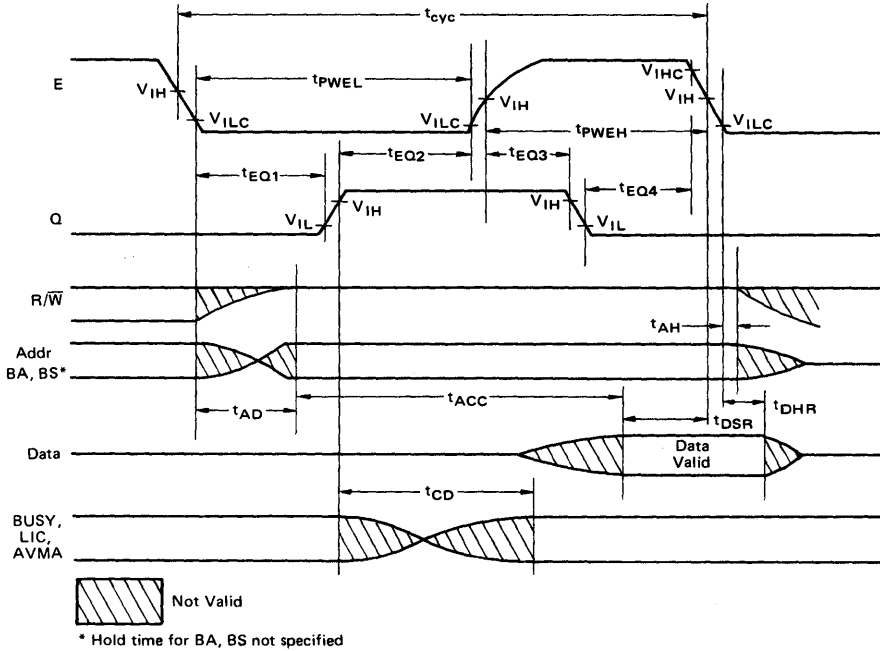 tcyc
E
tPWEL
VIH
VILC
VILC
VIH
VIHC
VIH
VILC
tPWEH
tEQ1
tEQ2
tEQ3
tEQ4
Q
VIL
VIH
VIH
VIL
R/W̅
tAH
Addr
BA, BS*
tAD
tACC
tDSR
tDHR
Data
Data
Valid
tCD
BUSY,
LIC,
AVMA
Not Valid
* Hold time for BA, BS not specified